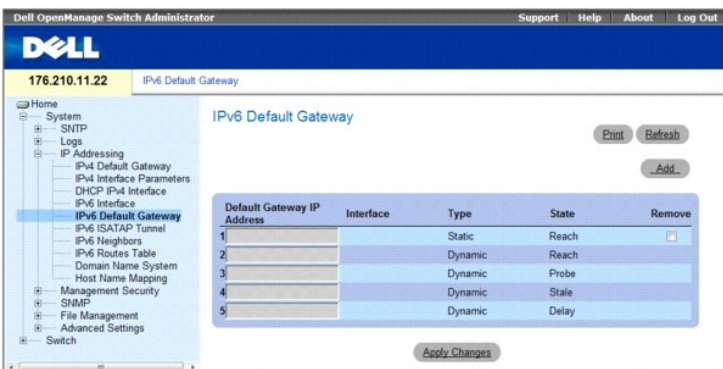 Dell OpenManage Switch Administrator
Support Help About Log Out
DELL
176.210.11.22
IPv6 Default Gateway
Home
System
SNTP
Logs
IP Addressing
IPv4 Default Gateway
IPv4 Interface Parameters
DHCP IPv4 Interface
IPv6 Interface
IPv6 Default Gateway
IPv6 ISATAP Tunnel
IPv6 Neighbors
IPv6 Routes Table
Domain Name System
Host Name Mapping
Management Security
SNMP
File Management
Advanced Settings
Switch
IPv6 Default Gateway
Print Refresh
Add
Default Gateway IP Address Interface Type State Remove
1 Static Reach
2 Dynamic Reach
3 Dynamic Probe
4 Dynamic Stale
5 Dynamic Delay
Apply Changes